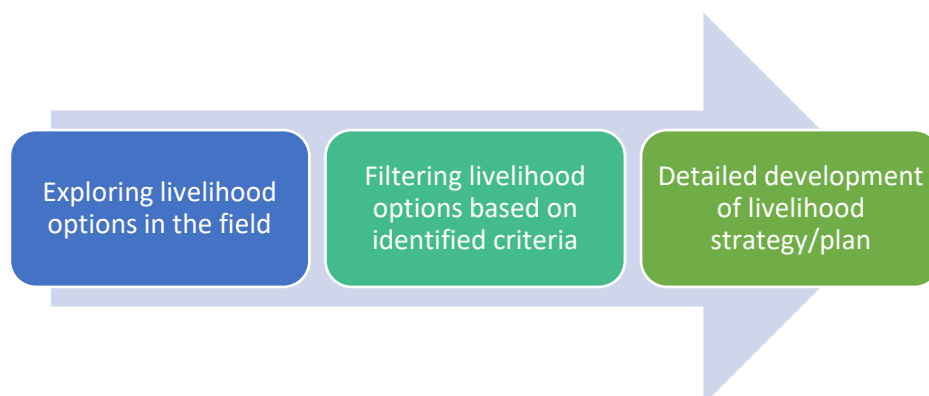 Exploring livelihood
options in the field
Filtering livelihood
options based on
identified criteria
Detailed development
of livelihood
strategy/plan